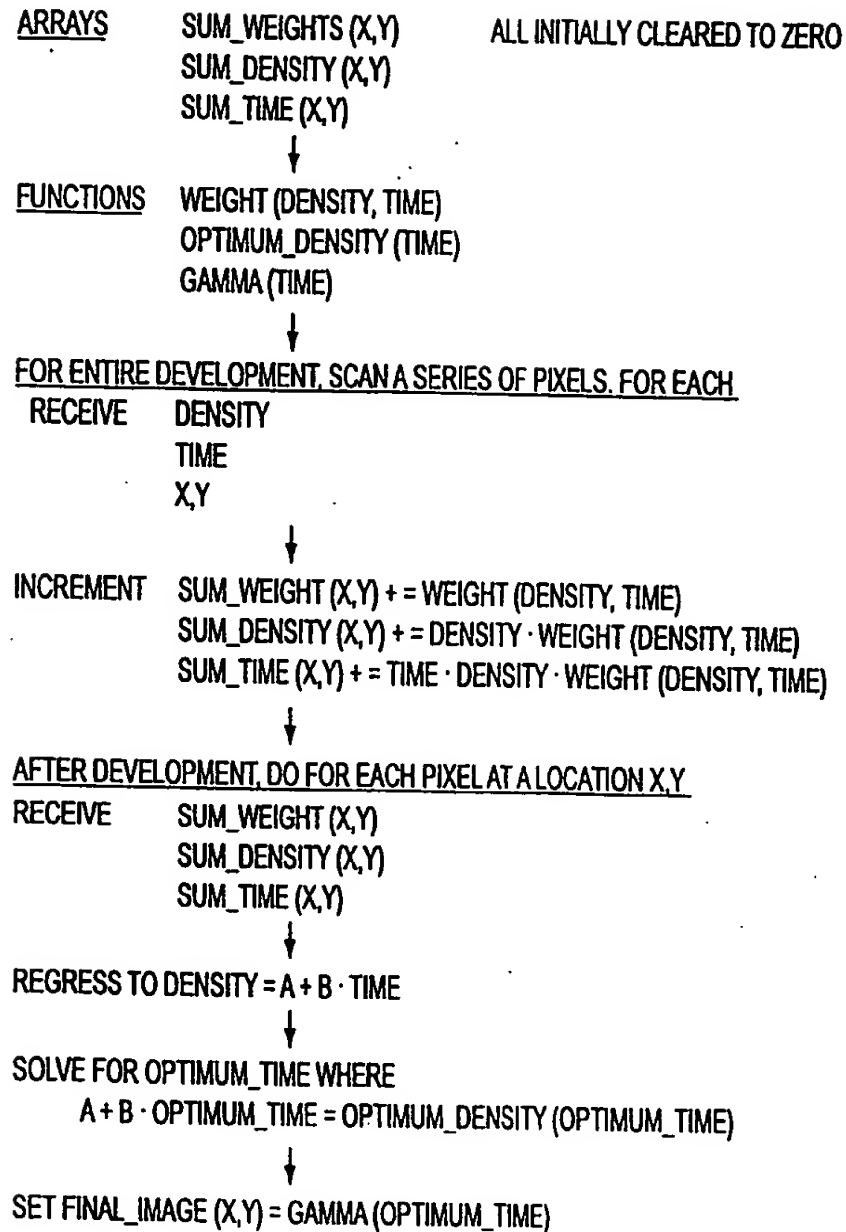 ARRAYS SUM_WEIGHTS (X,Y) ALL INITIALLY CLEARED TO ZERO
SUM_DENSITY (X,Y)
SUM_TIME (X,Y)
FUNCTIONS WEIGHT (DENSITY, TIME)
OPTIMUM_DENSITY (TIME)
GAMMA (TIME)
FOR ENTIRE DEVELOPMENT, SCAN A SERIES OF PIXELS. FOR EACH
RECEIVE DENSITY
TIME
X,Y
INCREMENT SUM_WEIGHT (X,Y) + = WEIGHT (DENSITY, TIME)
SUM_DENSITY (X,Y) + = DENSITY · WEIGHT (DENSITY, TIME)
SUM_TIME (X,Y) + = TIME · DENSITY · WEIGHT (DENSITY, TIME)
AFTER DEVELOPMENT, DO FOR EACH PIXEL AT A LOCATION X,Y
RECEIVE SUM_WEIGHT (X,Y)
SUM_DENSITY (X,Y)
SUM_TIME (X,Y)
REGRESS TO DENSITY = A + B · TIME
SOLVE FOR OPTIMUM_TIME WHERE
A + B · OPTIMUM_TIME = OPTIMUM_DENSITY (OPTIMUM_TIME)
SET FINAL_IMAGE (X,Y) = GAMMA (OPTIMUM_TIME)